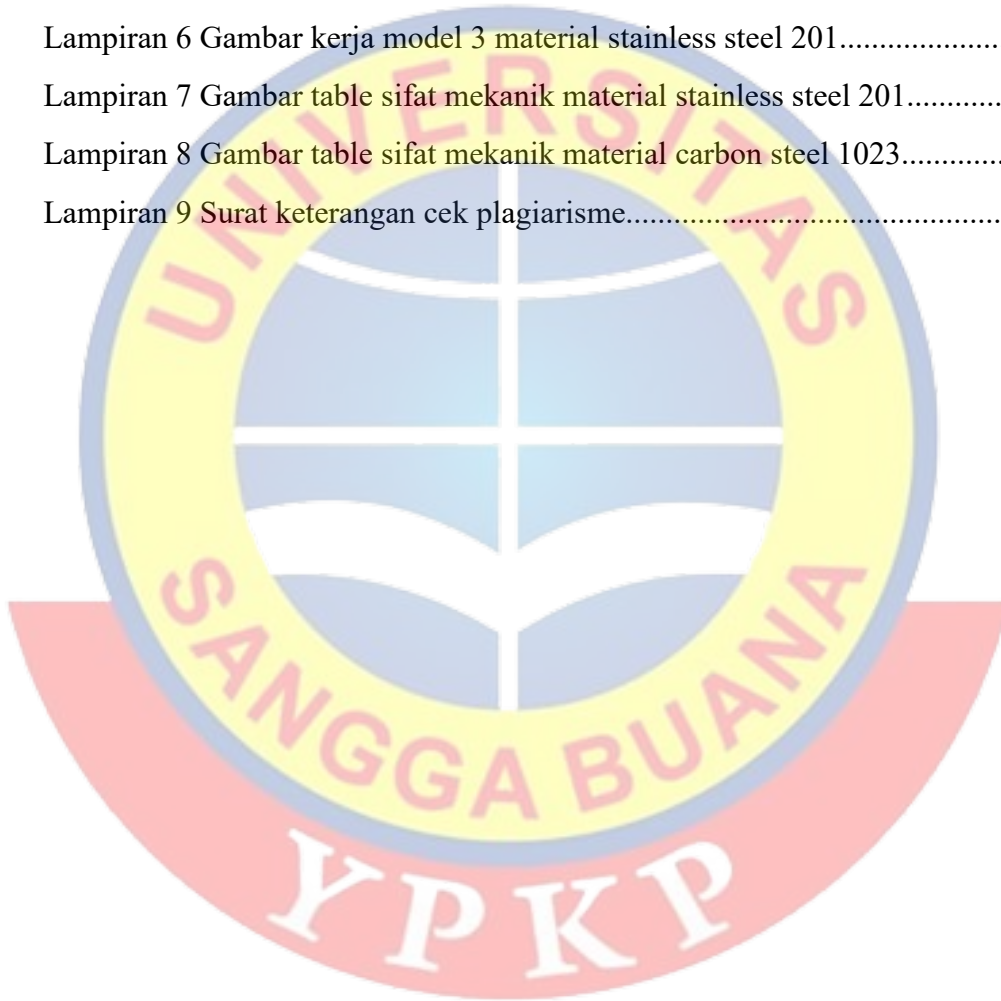 Lampiran 6 Gambar kerja model 3 material stainless steel 201....................
Lampiran 7 Gambar table sifat mekanik material stainless steel 201.............
Lampiran 8 Gambar table sifat mekanik material carbon steel 1023.............
Lampiran 9 Surat keterangan cek plagiarisme...........................................
UNIVERSITAS
SANGGA BUANA
YPKP